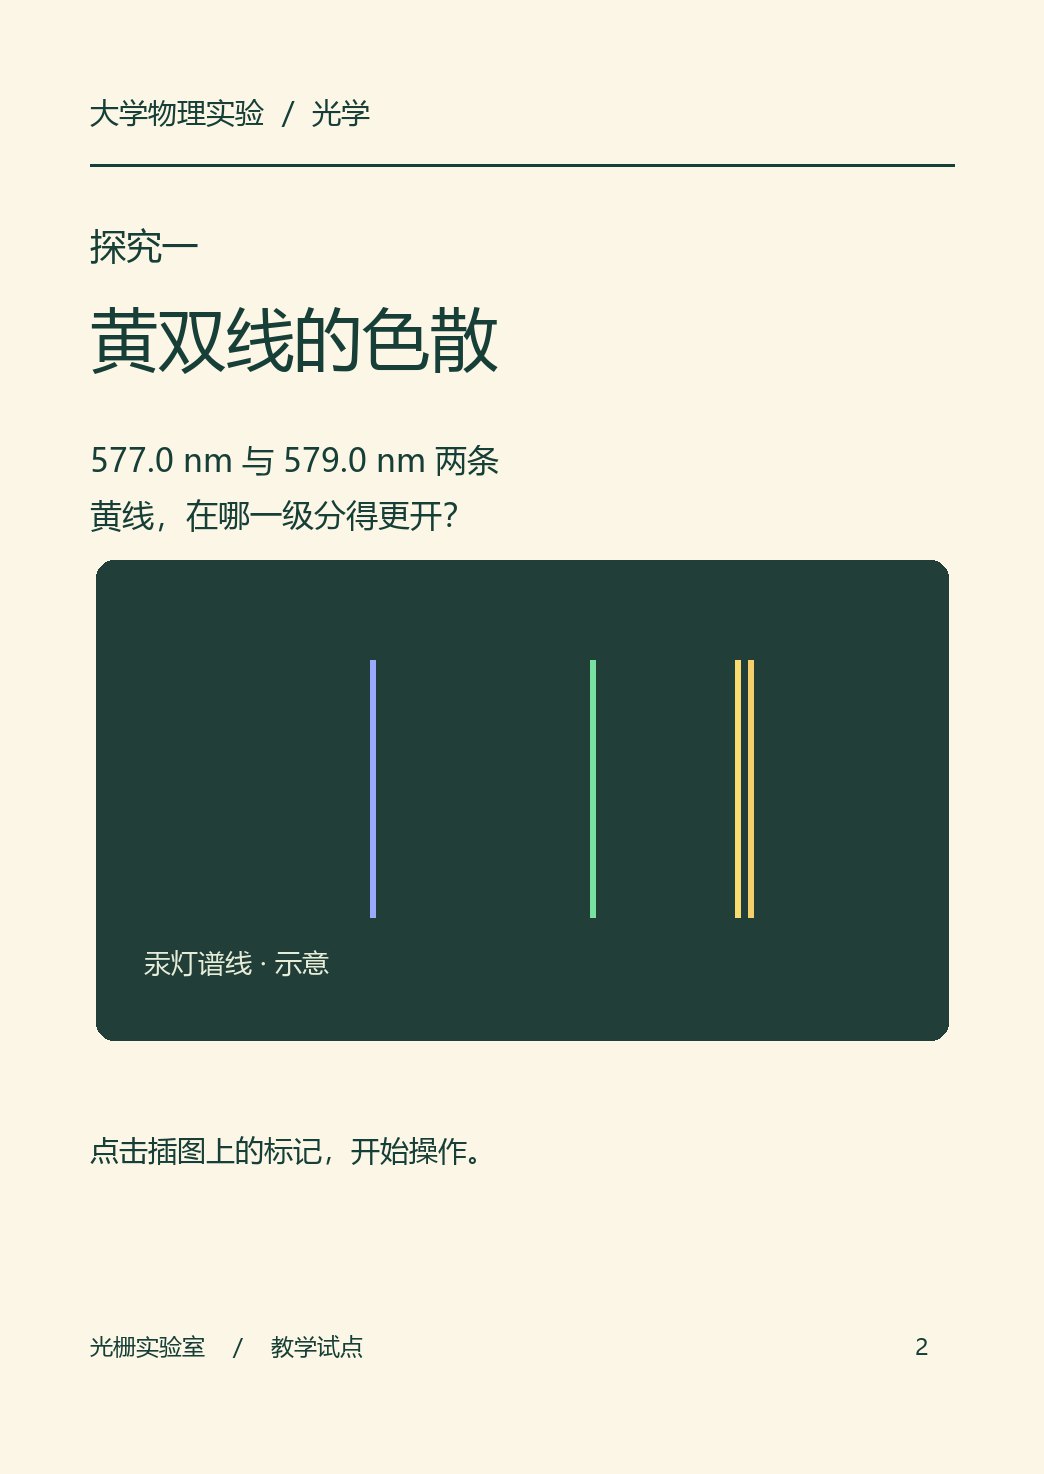 大学物理实验 / 光学
探究一
黄双线的色散
577.0 nm 与 579.0 nm 两条
黄线，在哪一级分得更开？
汞灯谱线 · 示意
点击插图上的标记，开始操作。
光栅实验室 / 教学试点 2